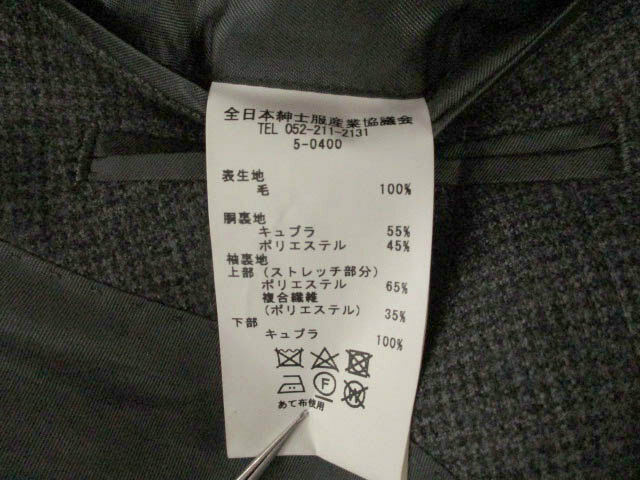 全日本紳士服産業協議会
TEL 052-211-2131
5-0400
表生地
毛 100%
胴裏地
キュプラ 55%
ポリエステル 45%
袖裏地
上部(ストレッチ部分)
ポリエステル 65%
複合繊維
(ポリエステル) 35%
下部
キュプラ 100%
F
あて布使用